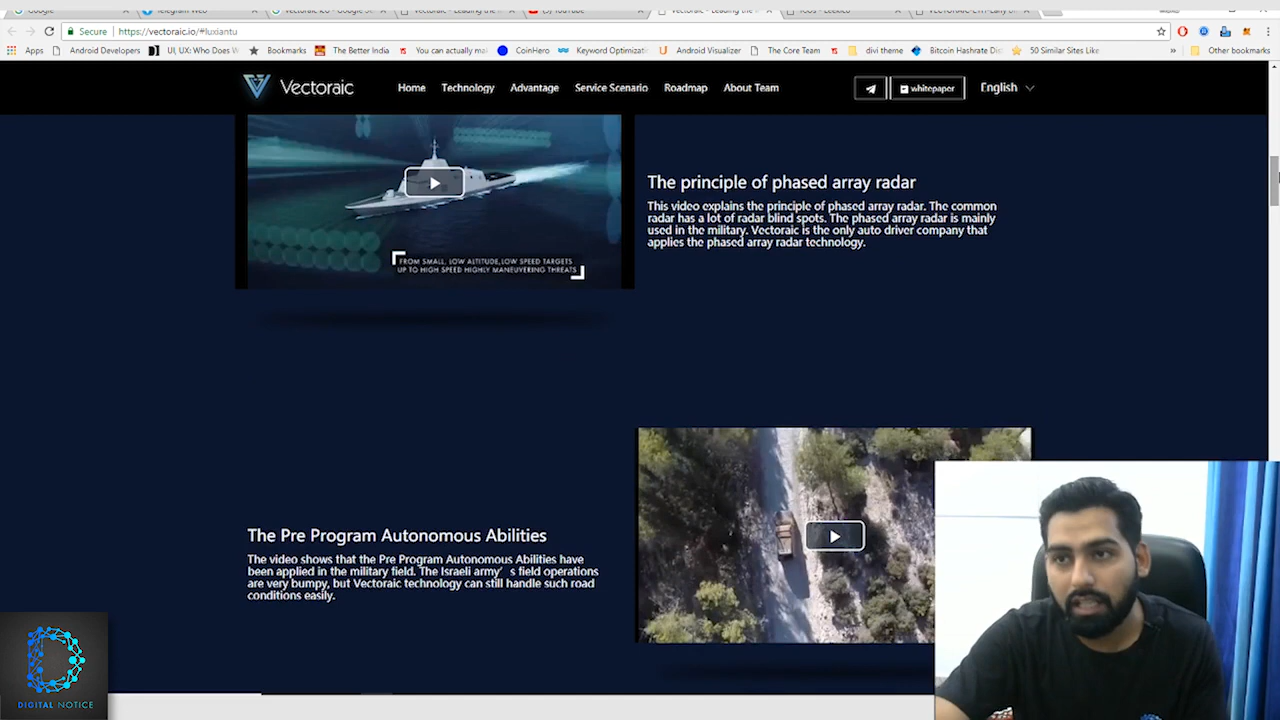 Google
Telegram Web
YouTube
Secure
https://vectoraic.io/#luxiantu
Apps
Android Developers
UI, UX: Who Does W
Bookmarks
The Better India
You can actually ma
CoinHero
Keyword Optimizatio
Android Visualizer
The Core Team
divi theme
Bitcoin Hashrate Dis
50 Similar Sites Like
»
Other bookmarks
Vectoraic
Home
Technology
Advantage
Service Scenario
Roadmap
About Team
whitepaper
English
FROM SMALL, LOW ALTITUDE,LOW SPEED TARGETS
UP TO HIGH SPEED HIGHLY MANEUVERING THREATS
The principle of phased array radar
This video explains the principle of phased array radar. The common
radar has a lot of radar blind spots. The phased array radar is mainly
used in the military. Vectoraic is the only auto driver company that
applies the phased array radar technology.
The Pre Program Autonomous Abilities
The video shows that the Pre Program Autonomous Abilities have
been applied in the military field. The Israeli army's field operations
are very bumpy, but Vectoraic technology can still handle such road
conditions easily.
DIGITAL NOTICE